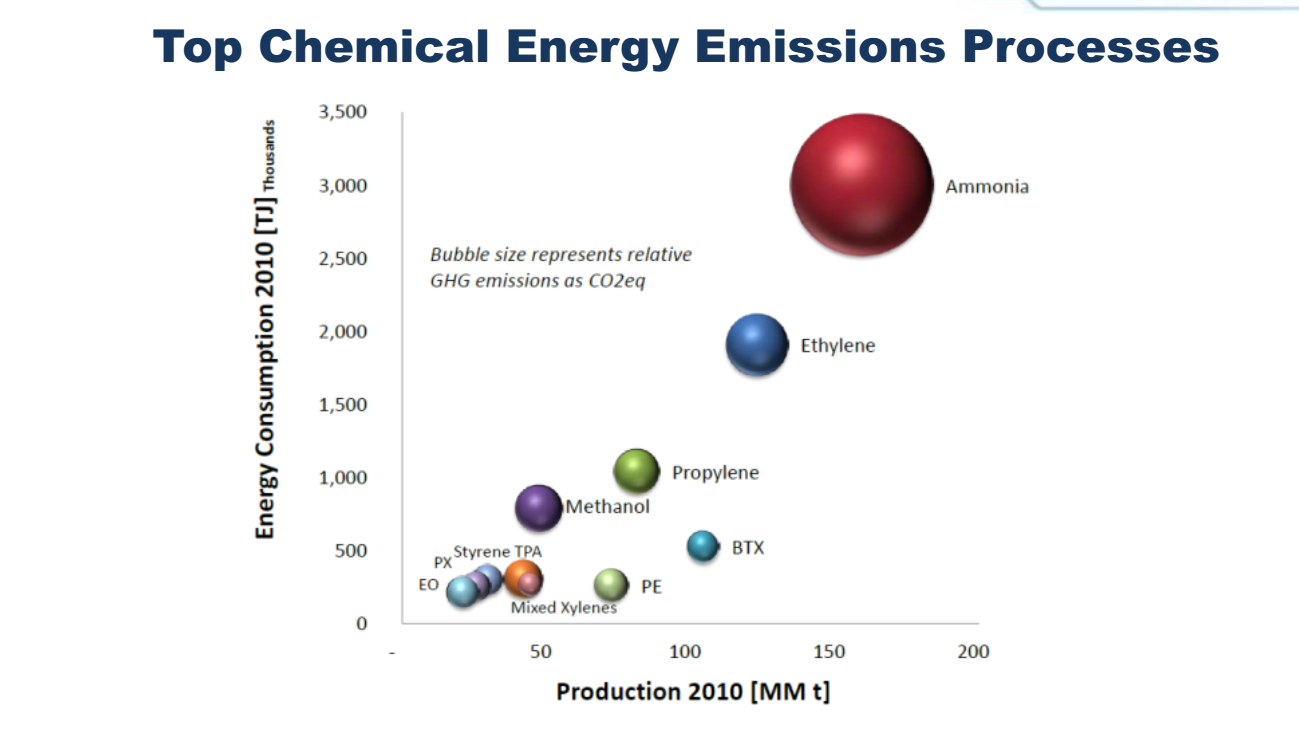 Top Chemical Energy Emissions Processes
Energy Consumption 2010 [TJ] Thousands
3,500
3,000
2,500
2,000
1,500
1,000
500
0
Bubble size represents relative
GHG emissions as CO2eq
Ammonia
Ethylene
Propylene
Methanol
BTX
Styrene TPA
PX
EO
PE
Mixed Xylenes
- 50 100 150 200
Production 2010 [MM t]